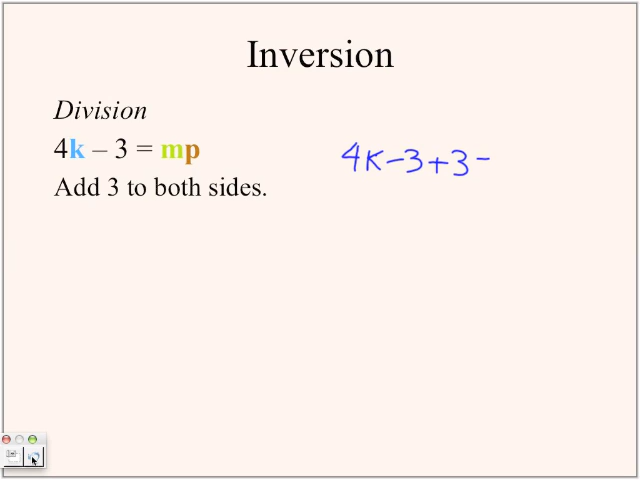 Inversion
Division
4k – 3 = mp
4K-3+3-
Add 3 to both sides.